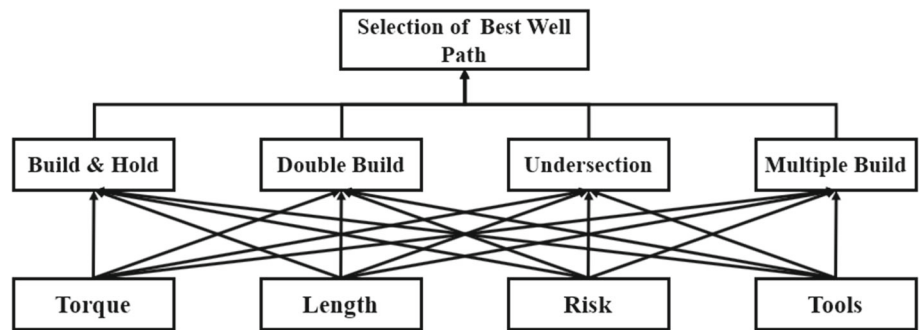 Selection of Best Well
Path
Build & Hold
Double Build
Undersection
Multiple Build
Torque
Length
Risk
Tools